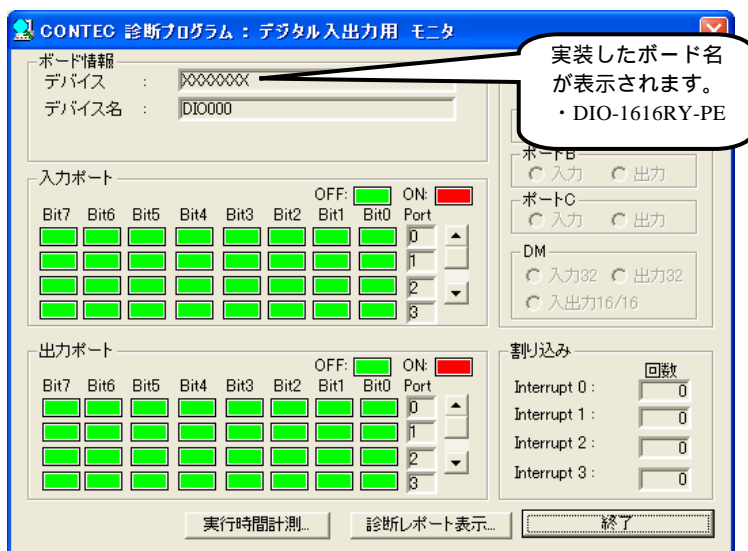 CONTEC 診断プログラム : デジタル入出力用 モニタ
実装したボード名
が表示されます。
・DIO-1616RY-PE
ボード情報
デバイス : XXXXXXX
デバイス名 : DIO000
ポートB
入力 出力
ポートC
入力 出力
DM
入力32 出力32
入出力16/16
入力ポート
OFF: ON:
Bit7 Bit6 Bit5 Bit4 Bit3 Bit2 Bit1 Bit0 Port
0
1
2
3
出力ポート
OFF: ON:
Bit7 Bit6 Bit5 Bit4 Bit3 Bit2 Bit1 Bit0 Port
0
1
2
3
割り込み
回数
Interrupt 0 : 0
Interrupt 1 : 0
Interrupt 2 : 0
Interrupt 3 : 0
実行時間計測... 診断レポート表示... 終了